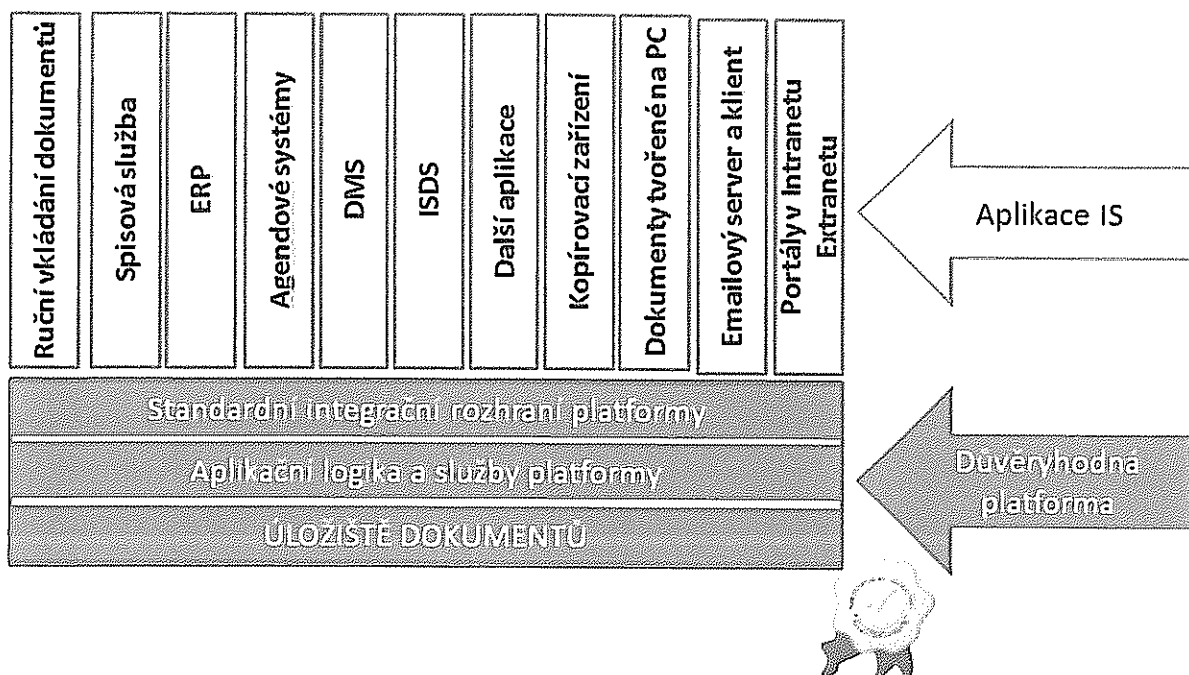 Ruční vkládání dokumentů
Spisová služba
ERP
Agendové systémy
DMS
ISDS
Další aplikace
Kopírovací zařízení
Dokumenty tvořené na PC
Emailový server a klient
Portály v Intranetu
Extranetu
Aplikace IS
Standardní integrační rozhraní platformy
Aplikační logika a služby platformy
ÚLOŽIŠTĚ DOKUMENTŮ
Důvěryhodna
platforma